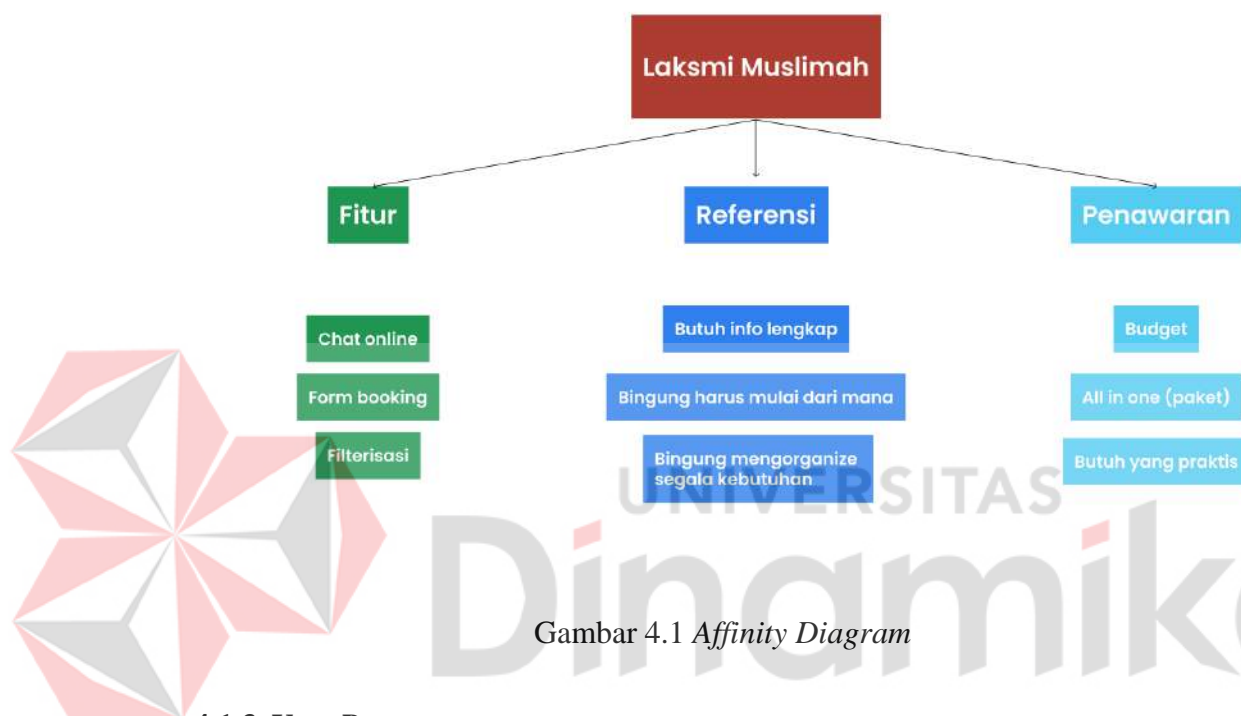 Laksmi Muslimah
Fitur
Referensi
Penawaran
Chat online
Form booking
Filterisasi
Butuh info lengkap
Bingung harus mulai dari mana
Bingung mengorganize
segala kebutuhan
Budget
All in one (paket)
Butuh yang praktis
UNIVERSITAS
Dinamika
Gambar 4.1 Affinity Diagram